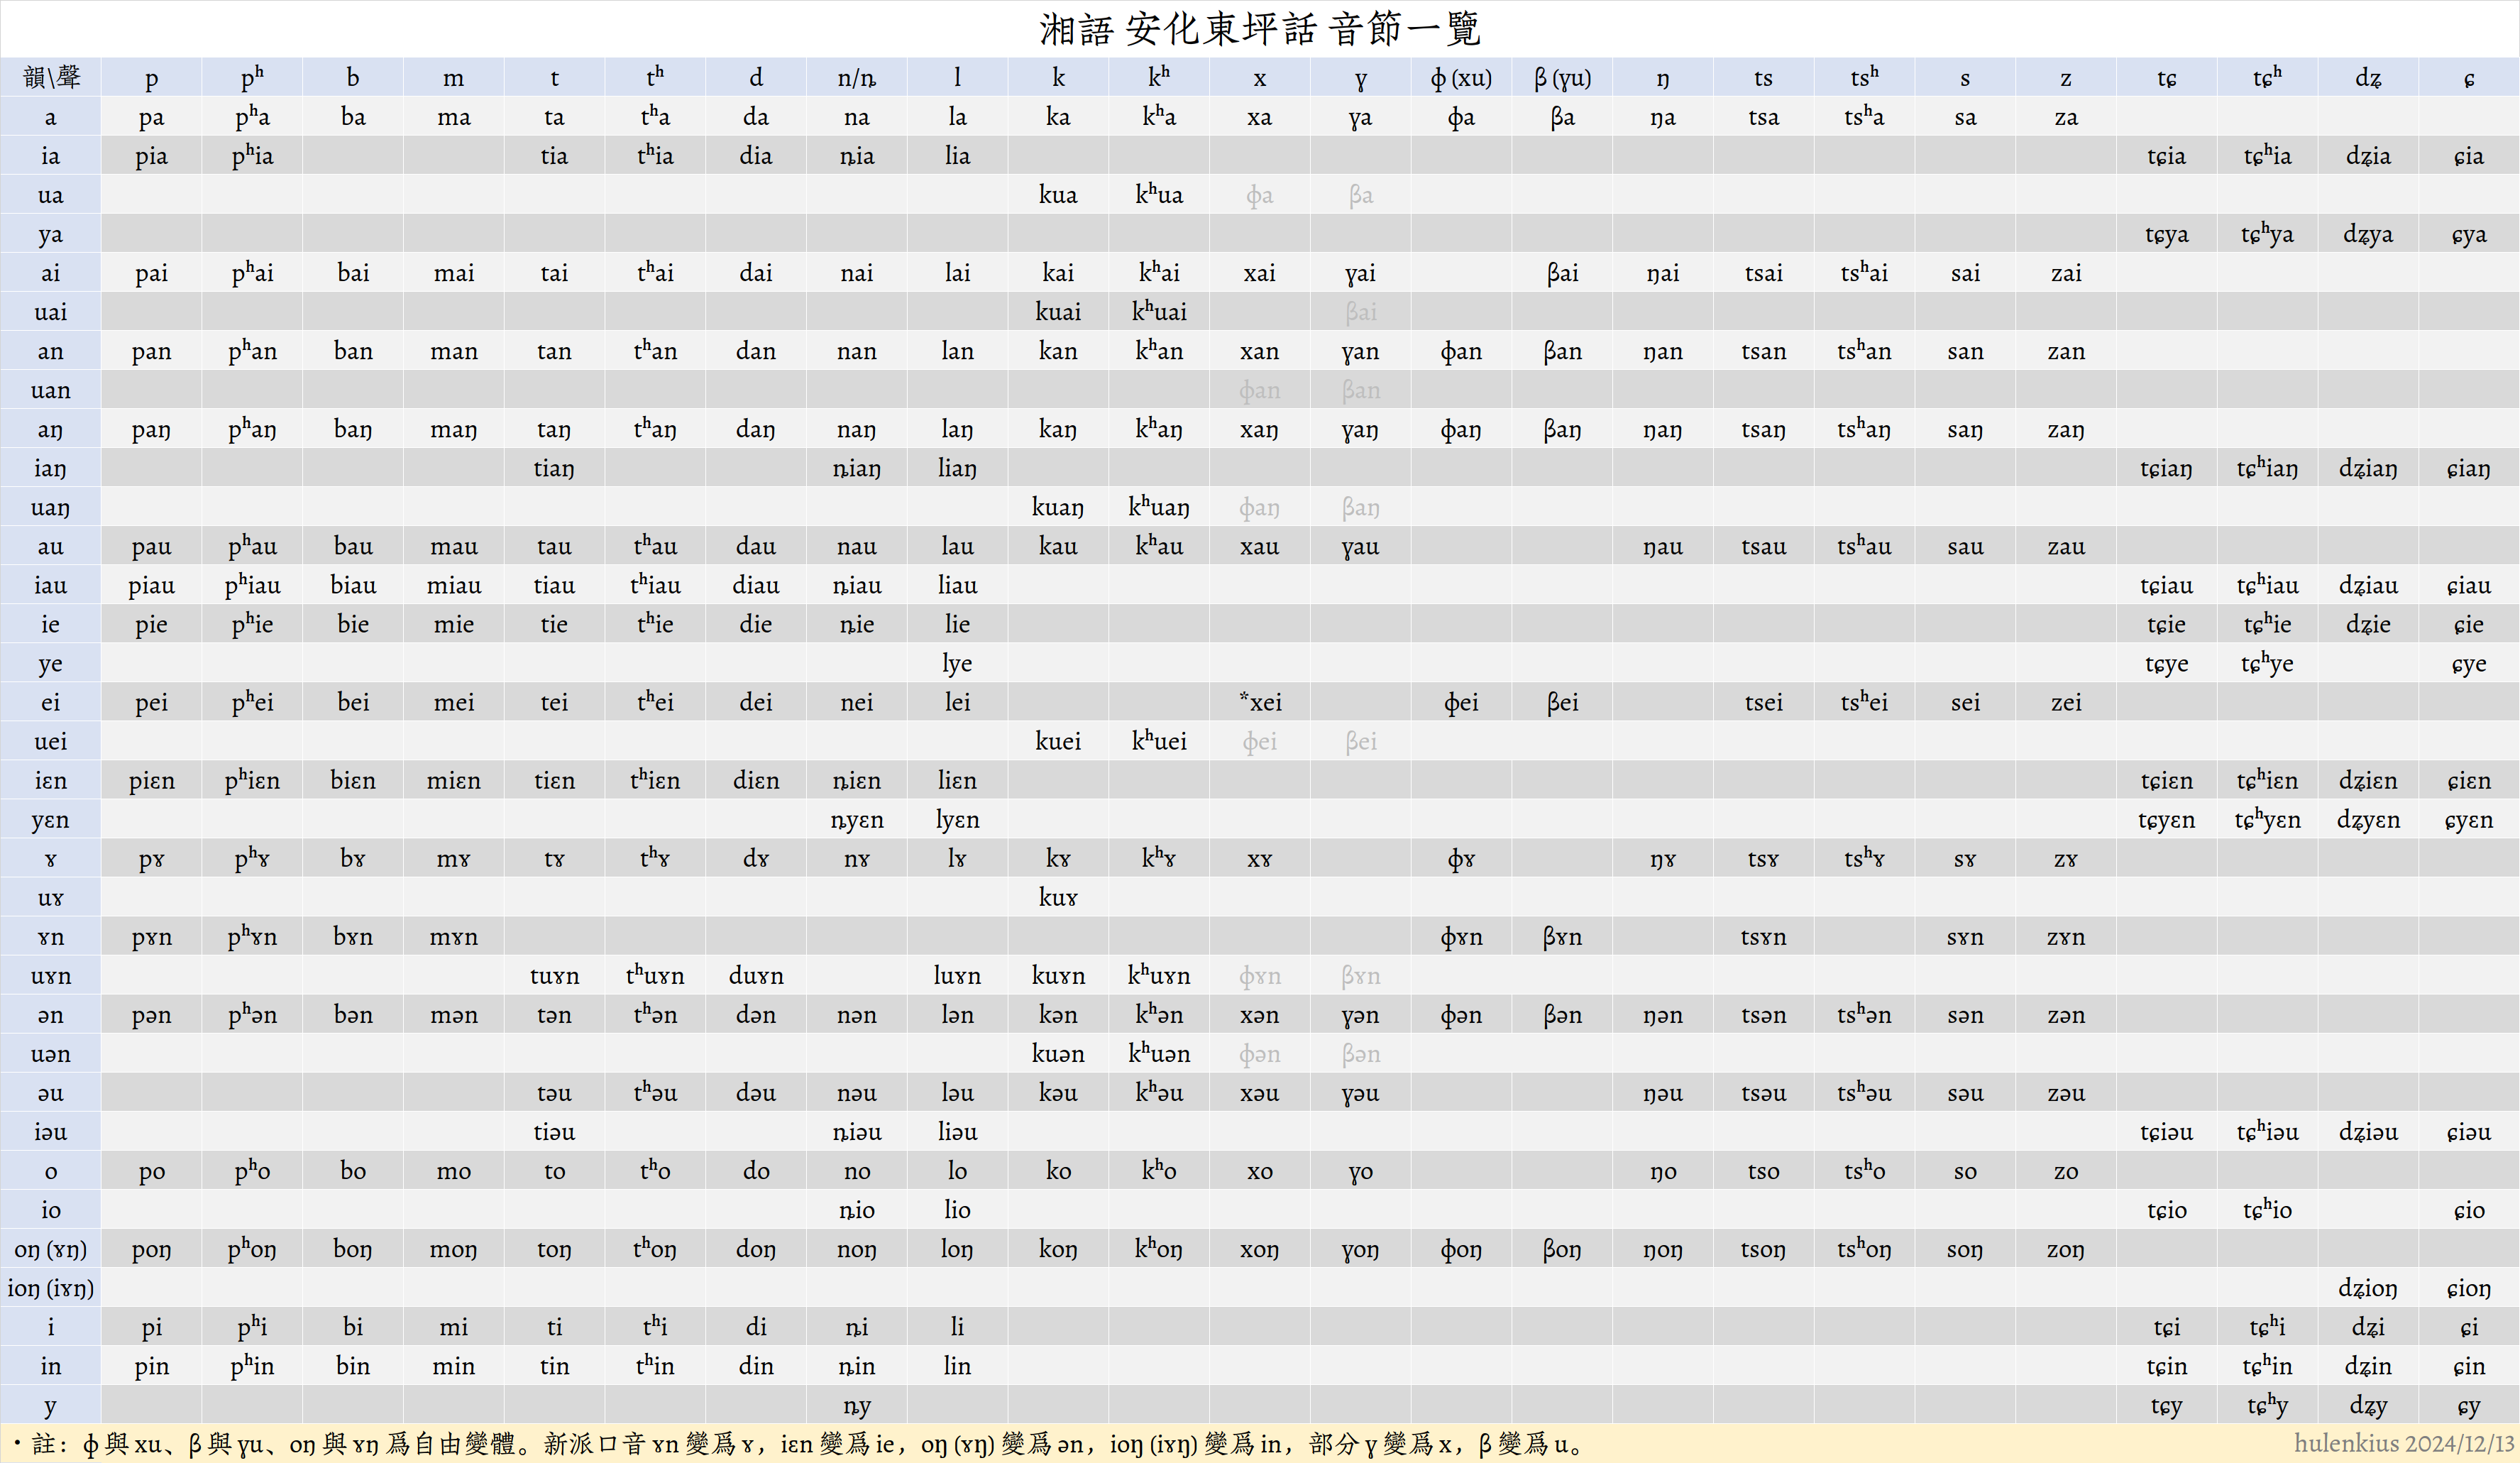 湘語 安化東坪話 音節一覽
韻\聲 p pʰ b m t tʰ d n/ȵ l k kʰ x ɣ ɸ (xu) β (ɣu) ŋ ts tsʰ s z tɕ tɕʰ dʑ ɕ
a pa pʰa ba ma ta tʰa da na la ka kʰa xa ɣa ɸa βa ŋa tsa tsʰa sa za
ia pia pʰia tia tʰia dia ȵia lia tɕia tɕʰia dʑia ɕia
ua kua kʰua ɸa βa
ya tɕya tɕʰya dʑya ɕya
ai pai pʰai bai mai tai tʰai dai nai lai kai kʰai xai ɣai βai ŋai tsai tsʰai sai zai
uai kuai kʰuai βai
an pan pʰan ban man tan tʰan dan nan lan kan kʰan xan ɣan ɸan βan ŋan tsan tsʰan san zan
uan ɸan βan
aŋ paŋ pʰaŋ baŋ maŋ taŋ tʰaŋ daŋ naŋ laŋ kaŋ kʰaŋ xaŋ ɣaŋ ɸaŋ βaŋ ŋaŋ tsaŋ tsʰaŋ saŋ zaŋ
iaŋ tiaŋ ȵiaŋ liaŋ tɕiaŋ tɕʰiaŋ dʑiaŋ ɕiaŋ
uaŋ kuaŋ kʰuaŋ ɸaŋ βaŋ
au pau pʰau bau mau tau tʰau dau nau lau kau kʰau xau ɣau ŋau tsau tsʰau sau zau
iau piau pʰiau biau miau tiau tʰiau diau ȵiau liau tɕiau tɕʰiau dʑiau ɕiau
ie pie pʰie bie mie tie tʰie die ȵie lie tɕie tɕʰie dʑie ɕie
ye lye tɕye tɕʰye ɕye
ei pei pʰei bei mei tei tʰei dei nei lei *xei ɸei βei tsei tsʰei sei zei
uei kuei kʰuei ɸei βei
iɛn piɛn pʰiɛn biɛn miɛn tiɛn tʰiɛn diɛn ȵiɛn liɛn tɕiɛn tɕʰiɛn dʑiɛn ɕiɛn
yɛn ȵyɛn lyɛn tɕyɛn tɕʰyɛn dʑyɛn ɕyɛn
ɤ pɤ pʰɤ bɤ mɤ tɤ tʰɤ dɤ nɤ lɤ kɤ kʰɤ xɤ ɸɤ ŋɤ tsɤ tsʰɤ sɤ zɤ
uɤ kuɤ
ɤn pɤn pʰɤn bɤn mɤn ɸɤn βɤn tsɤn sɤn zɤn
uɤn tuɤn tʰuɤn duɤn luɤn kuɤn kʰuɤn ɸɤn βɤn
ən pən pʰən bən mən tən tʰən dən nən lən kən kʰən xən ɣən ɸən βən ŋən tsən tsʰən sən zən
uən kuən kʰuən ɸən βən
əu təu tʰəu dəu nəu ləu kəu kʰəu xəu ɣəu ŋəu tsəu tsʰəu səu zəu
iəu tiəu ȵiəu liəu tɕiəu tɕʰiəu dʑiəu ɕiəu
o po pʰo bo mo to tʰo do no lo ko kʰo xo ɣo ŋo tso tsʰo so zo
io ȵio lio tɕio tɕʰio ɕio
oŋ (ɤŋ) poŋ pʰoŋ boŋ moŋ toŋ tʰoŋ doŋ noŋ loŋ koŋ kʰoŋ xoŋ ɣoŋ ɸoŋ βoŋ ŋoŋ tsoŋ tsʰoŋ soŋ zoŋ
ioŋ (iɤŋ) dʑioŋ ɕioŋ
i pi pʰi bi mi ti tʰi di ȵi li tɕi tɕʰi dʑi ɕi
in pin pʰin bin min tin tʰin din ȵin lin tɕin tɕʰin dʑin ɕin
y ȵy tɕy tɕʰy dʑy ɕy
・註：ɸ 與 xu、β 與 ɣu、oŋ 與 ɤŋ 爲自由變體。新派口音 ɤn 變爲 ɤ，iɛn 變爲 ie，oŋ (ɤŋ) 變爲 ən，ioŋ (iɤŋ) 變爲 in，部分 ɣ 變爲 x，β 變爲 u。 hulenkius 2024/12/13